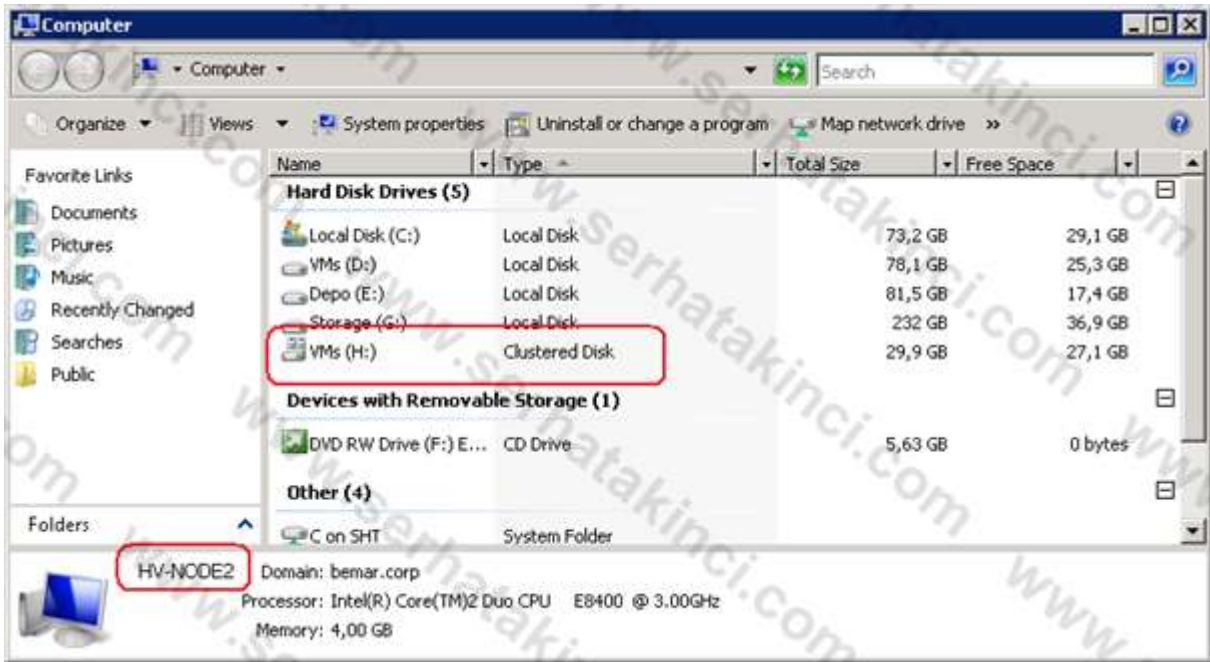 Computer
Computer
Search
Organize Views System properties Uninstall or change a program Map network drive »
Favorite Links
Documents
Pictures
Music
Recently Changed
Searches
Public
Folders
Name Type Total Size Free Space
Hard Disk Drives (5)
Local Disk (C:) Local Disk 73,2 GB 29,1 GB
VMs (D:) Local Disk 78,1 GB 25,3 GB
Depo (E:) Local Disk 81,5 GB 17,4 GB
Storage (G:) Local Disk 232 GB 36,9 GB
VMs (H:) Clustered Disk 29,9 GB 27,1 GB
Devices with Removable Storage (1)
DVD RW Drive (F:) E... CD Drive 5,63 GB 0 bytes
Other (4)
C on SHT System Folder
HV-NODE2 Domain: bemar.corp
Processor: Intel(R) Core(TM)2 Duo CPU E8400 @ 3.00GHz
Memory: 4,00 GB
www.serhatakinci.com